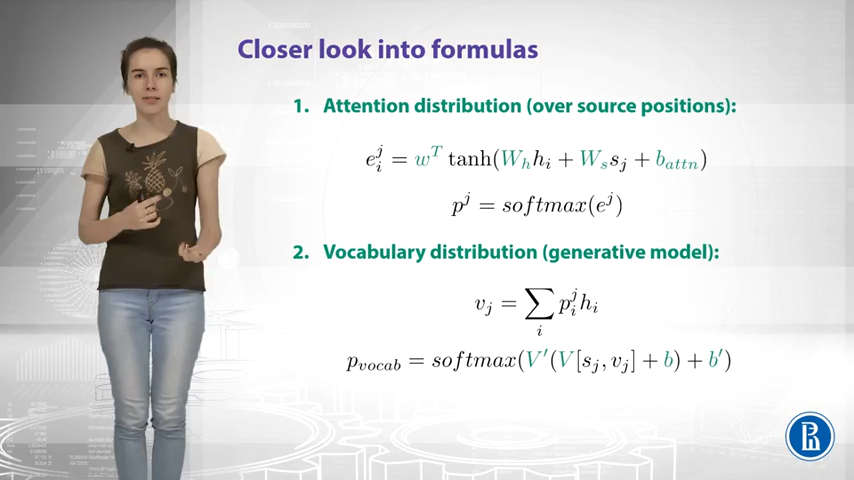 Closer look into formulas
1. Attention distribution (over source positions):
e_i^j = w^T tanh(W_h h_i + W_s s_j + b_attn)
p^j = softmax(e^j)
2. Vocabulary distribution (generative model):
v_j = ∑_i p_i^j h_i
p_vocab = softmax(V'(V[s_j, v_j] + b) + b')